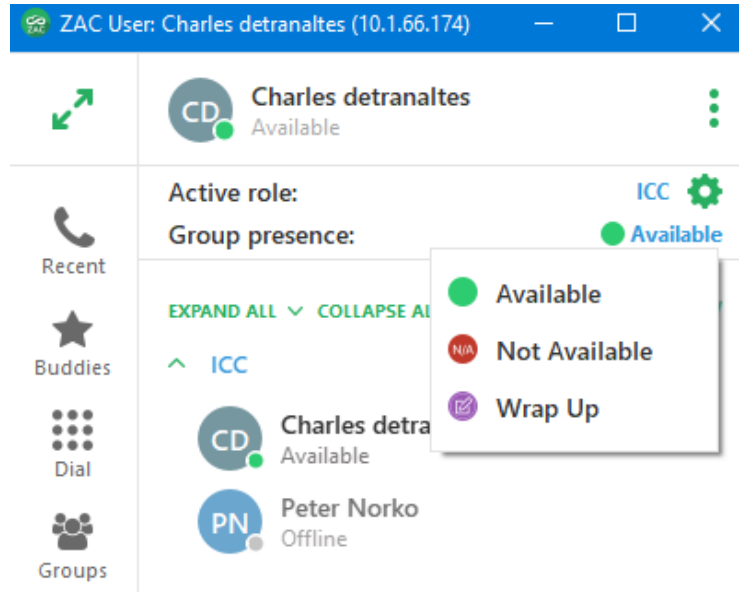 ZAC User: Charles detranaltes (10.1.66.174)
CD
Charles detranaltes
Available
Active role:
ICC
Group presence:
Available
Recent
Buddies
Dial
Groups
EXPAND ALL
COLLAPSE AL
ICC
CD
Charles detra
Available
PN
Peter Norko
Offline
Available
N/A
Not Available
Wrap Up